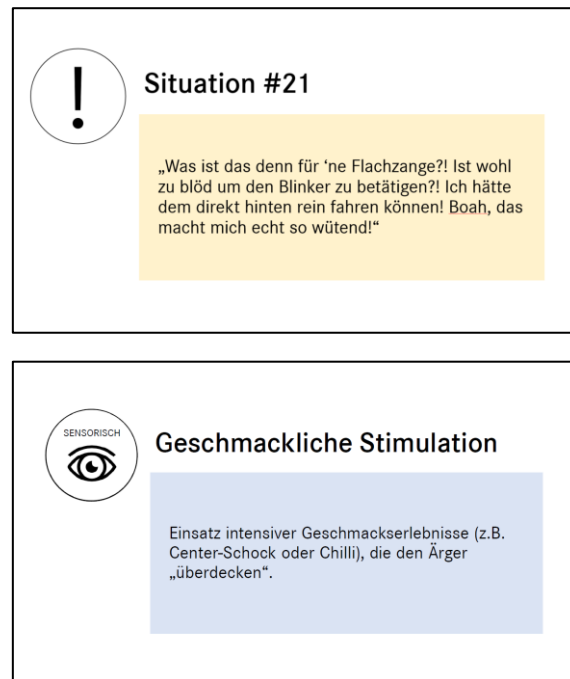 Situation #21
„Was ist das denn für ‘ne Flachzange?! Ist wohl
zu blöd um den Blinker zu betätigen?! Ich hätte
dem direkt hinten rein fahren können! Boah, das
macht mich echt so wütend!“
SENSORISCH
Geschmackliche Stimulation
Einsatz intensiver Geschmackserlebnisse (z.B.
Center-Schock oder Chilli), die den Ärger
„überdecken“.